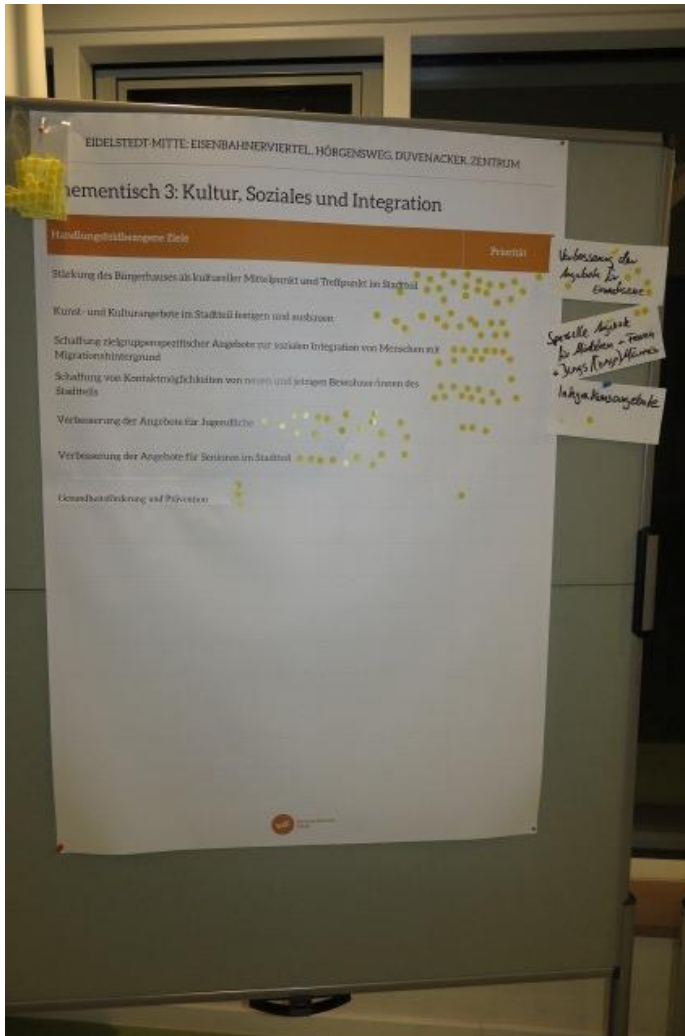 EIDELSTEDT-MITTE: EISENBAHNERVIERTEL, HÖRGENSWEG, DUVENACKER, ZENTRUM
hementisch 3: Kultur, Soziales und Integration
Handlungsfeldbezogene Ziele
Priorität
Stärkung des Bürgerhauses als kultureller Mittelpunkt und Treffpunkt im Stadtteil
Kunst- und Kulturangebote im Stadtteil festigen und ausbauen
Schaffung zielgruppenspezifischer Angebote zur sozialen Integration von Menschen mit
Migrationshintergrund
Schaffung von Kontaktmöglichkeiten von neuen und jetzigen Bewohner/innen des
Stadtteils
Verbesserung der Angebote für Jugendliche
Verbesserung der Angebote für Senioren im Stadtteil
Gesundheitsförderung und Prävention
Verbesserung der
Angebote für
Erwachsene
Spezielle Angebote
für Mädchen + Frauen
+ Jungs Männer
Integrationsangebote